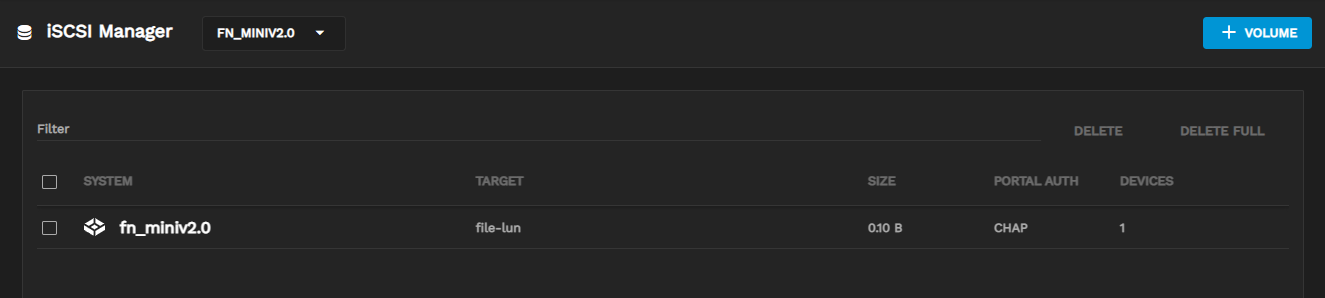 iSCSI Manager
FN_MINIV2.0
VOLUME
Filter
DELETE
DELETE FULL
SYSTEM TARGET SIZE PORTAL AUTH DEVICES
fn_miniv2.0 file-lun 0.10 B CHAP 1